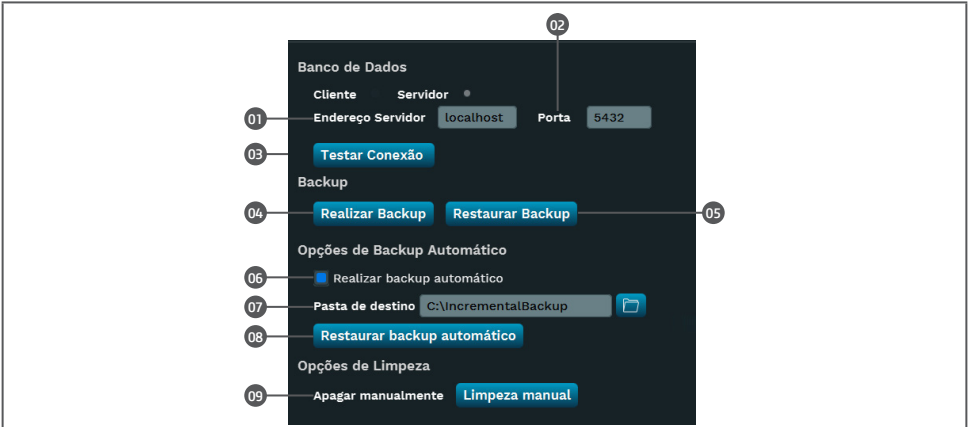 02
Banco de Dados
Cliente Servidor
01 Endereço Servidor localhost Porta 5432
03 Testar Conexão
Backup
04 Realizar Backup Restaurar Backup 05
Opções de Backup Automático
06 Realizar backup automático
07 Pasta de destino C:\IncrementalBackup
08 Restaurar backup automático
Opções de Limpeza
09 Apagar manualmente Limpeza manual